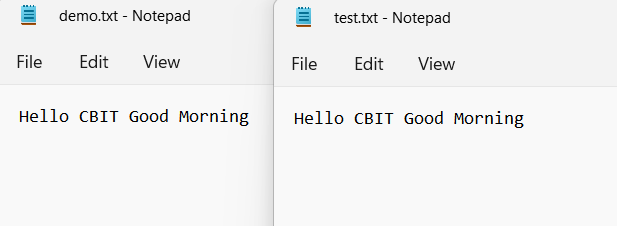 demo.txt - Notepad
File Edit View
Hello CBIT Good Morning
test.txt - Notepad
File Edit View
Hello CBIT Good Morning